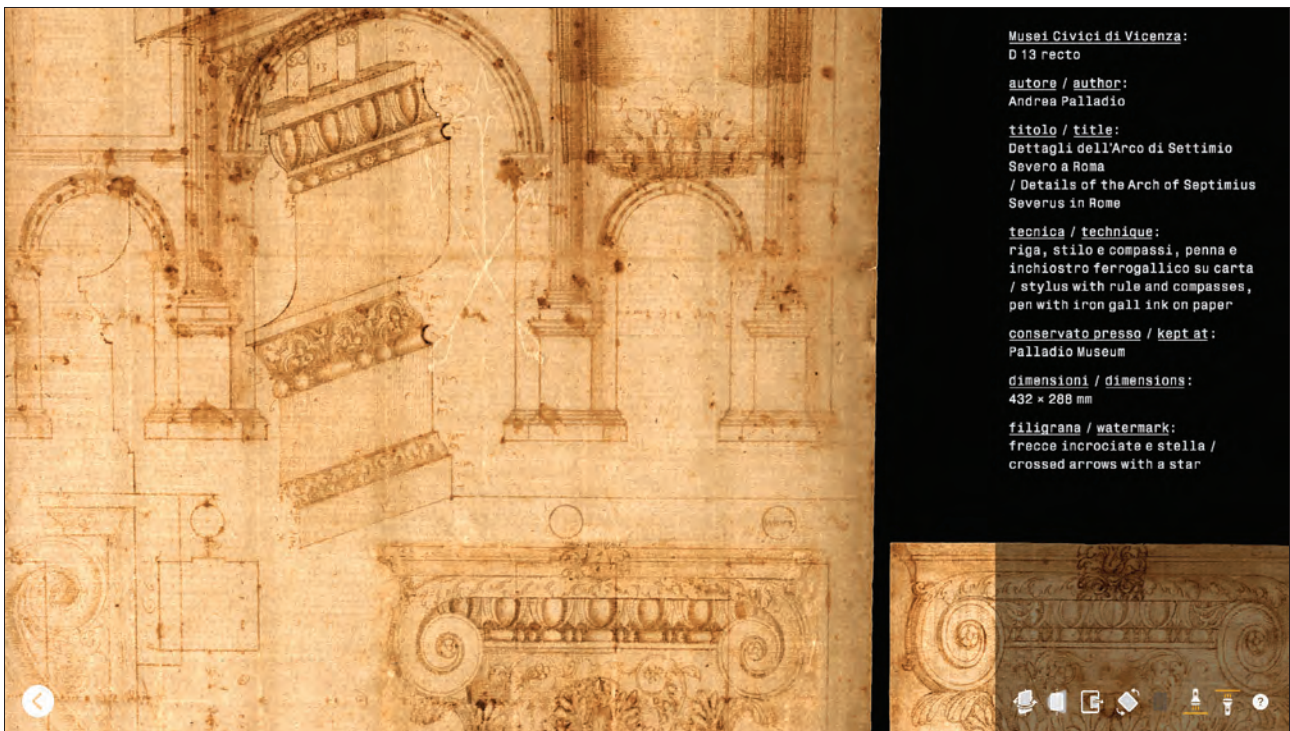 Musei Civici di Vicenza:
D 13 recto
autore / author:
Andrea Palladio
titolo / title:
Dettagli dell'Arco di Settimio
Severo a Roma
/ Details of the Arch of Septimius
Severus in Rome
tecnica / technique:
riga, stilo e compassi, penna e
inchiostro ferrogallico su carta
/ stylus with rule and compasses,
pen with iron gall ink on paper
conservato presso / kept at:
Palladio Museum
dimensioni / dimensions:
432 × 288 mm
filigrana / watermark:
frecce incrociate e stella /
crossed arrows with a star
?